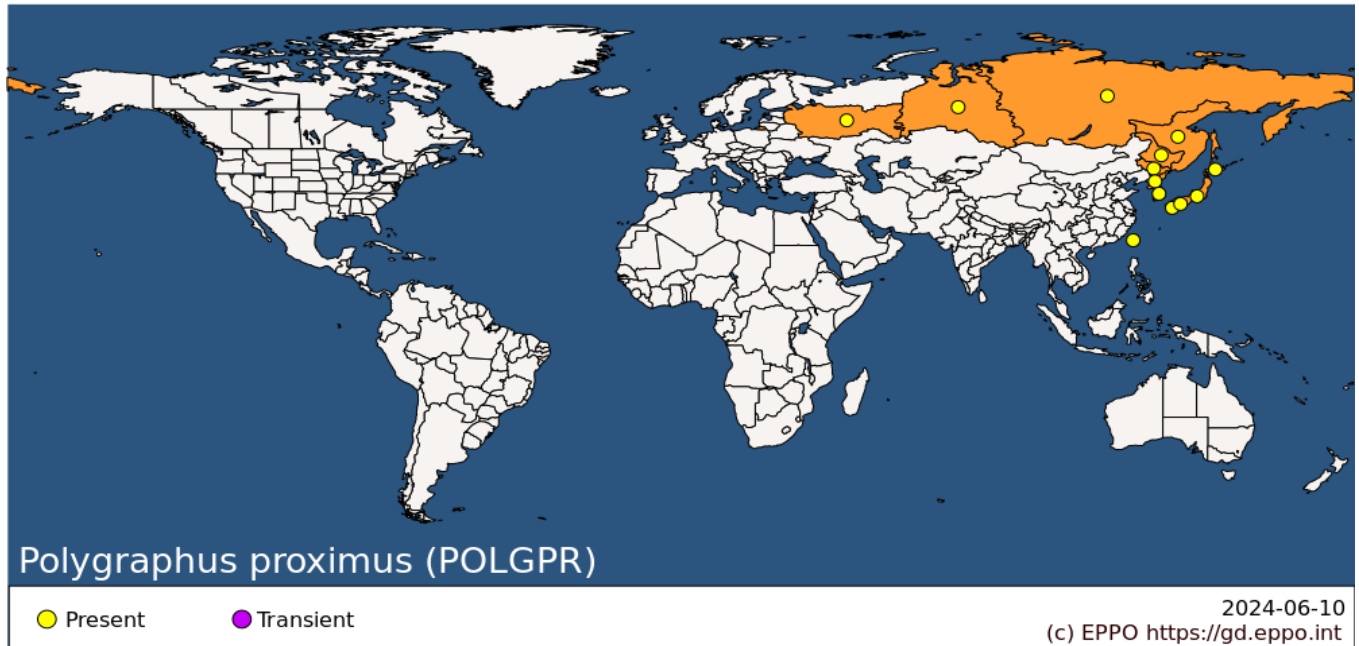 Polygraphus proximus (POLGPR)
Present
Transient
2024-06-10
(c) EPPO https://gd.eppo.int